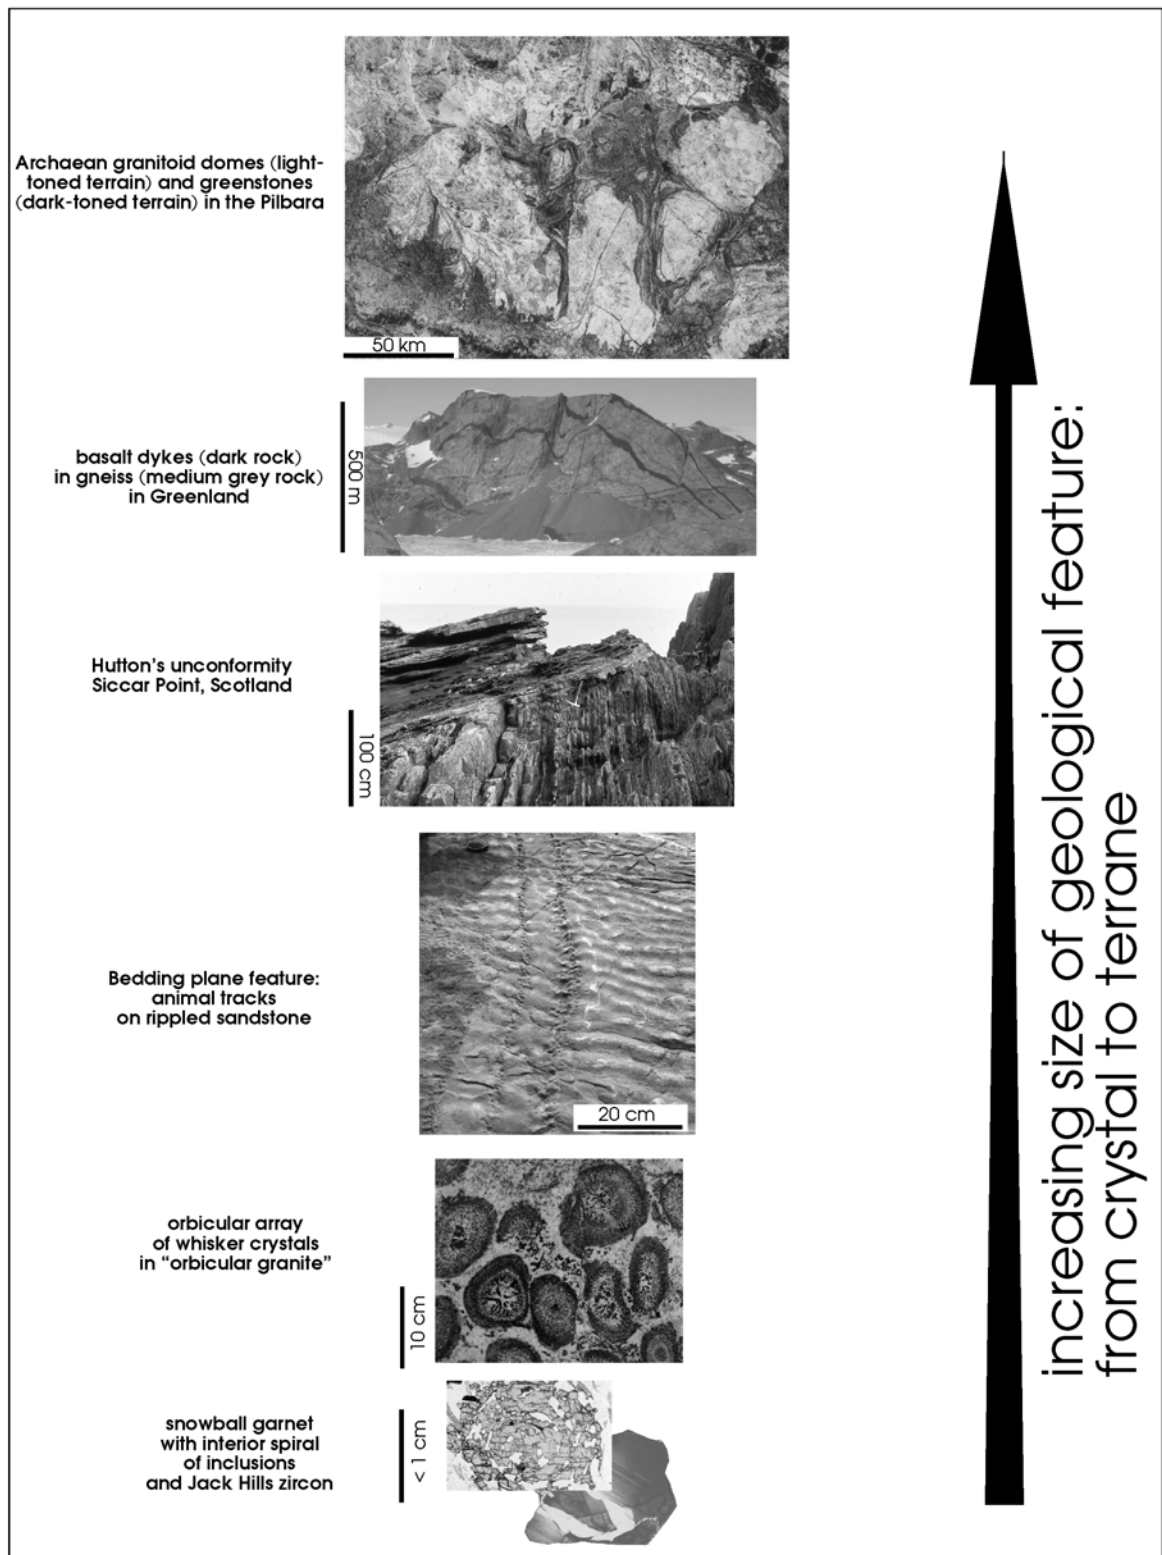 Archaean granitoid domes (light-
toned terrain) and greenstones
(dark-toned terrain) in the Pilbara
50 km
basalt dykes (dark rock)
in gneiss (medium grey rock)
in Greenland
500 m
Hutton's unconformity
Siccar Point, Scotland
100 cm
Bedding plane feature:
animal tracks
on rippled sandstone
20 cm
orbicular array
of whisker crystals
in "orbicular granite"
10 cm
snowball garnet
with interior spiral
of inclusions
and Jack Hills zircon
< 1 cm
increasing size of geological feature:
from crystal to terrane